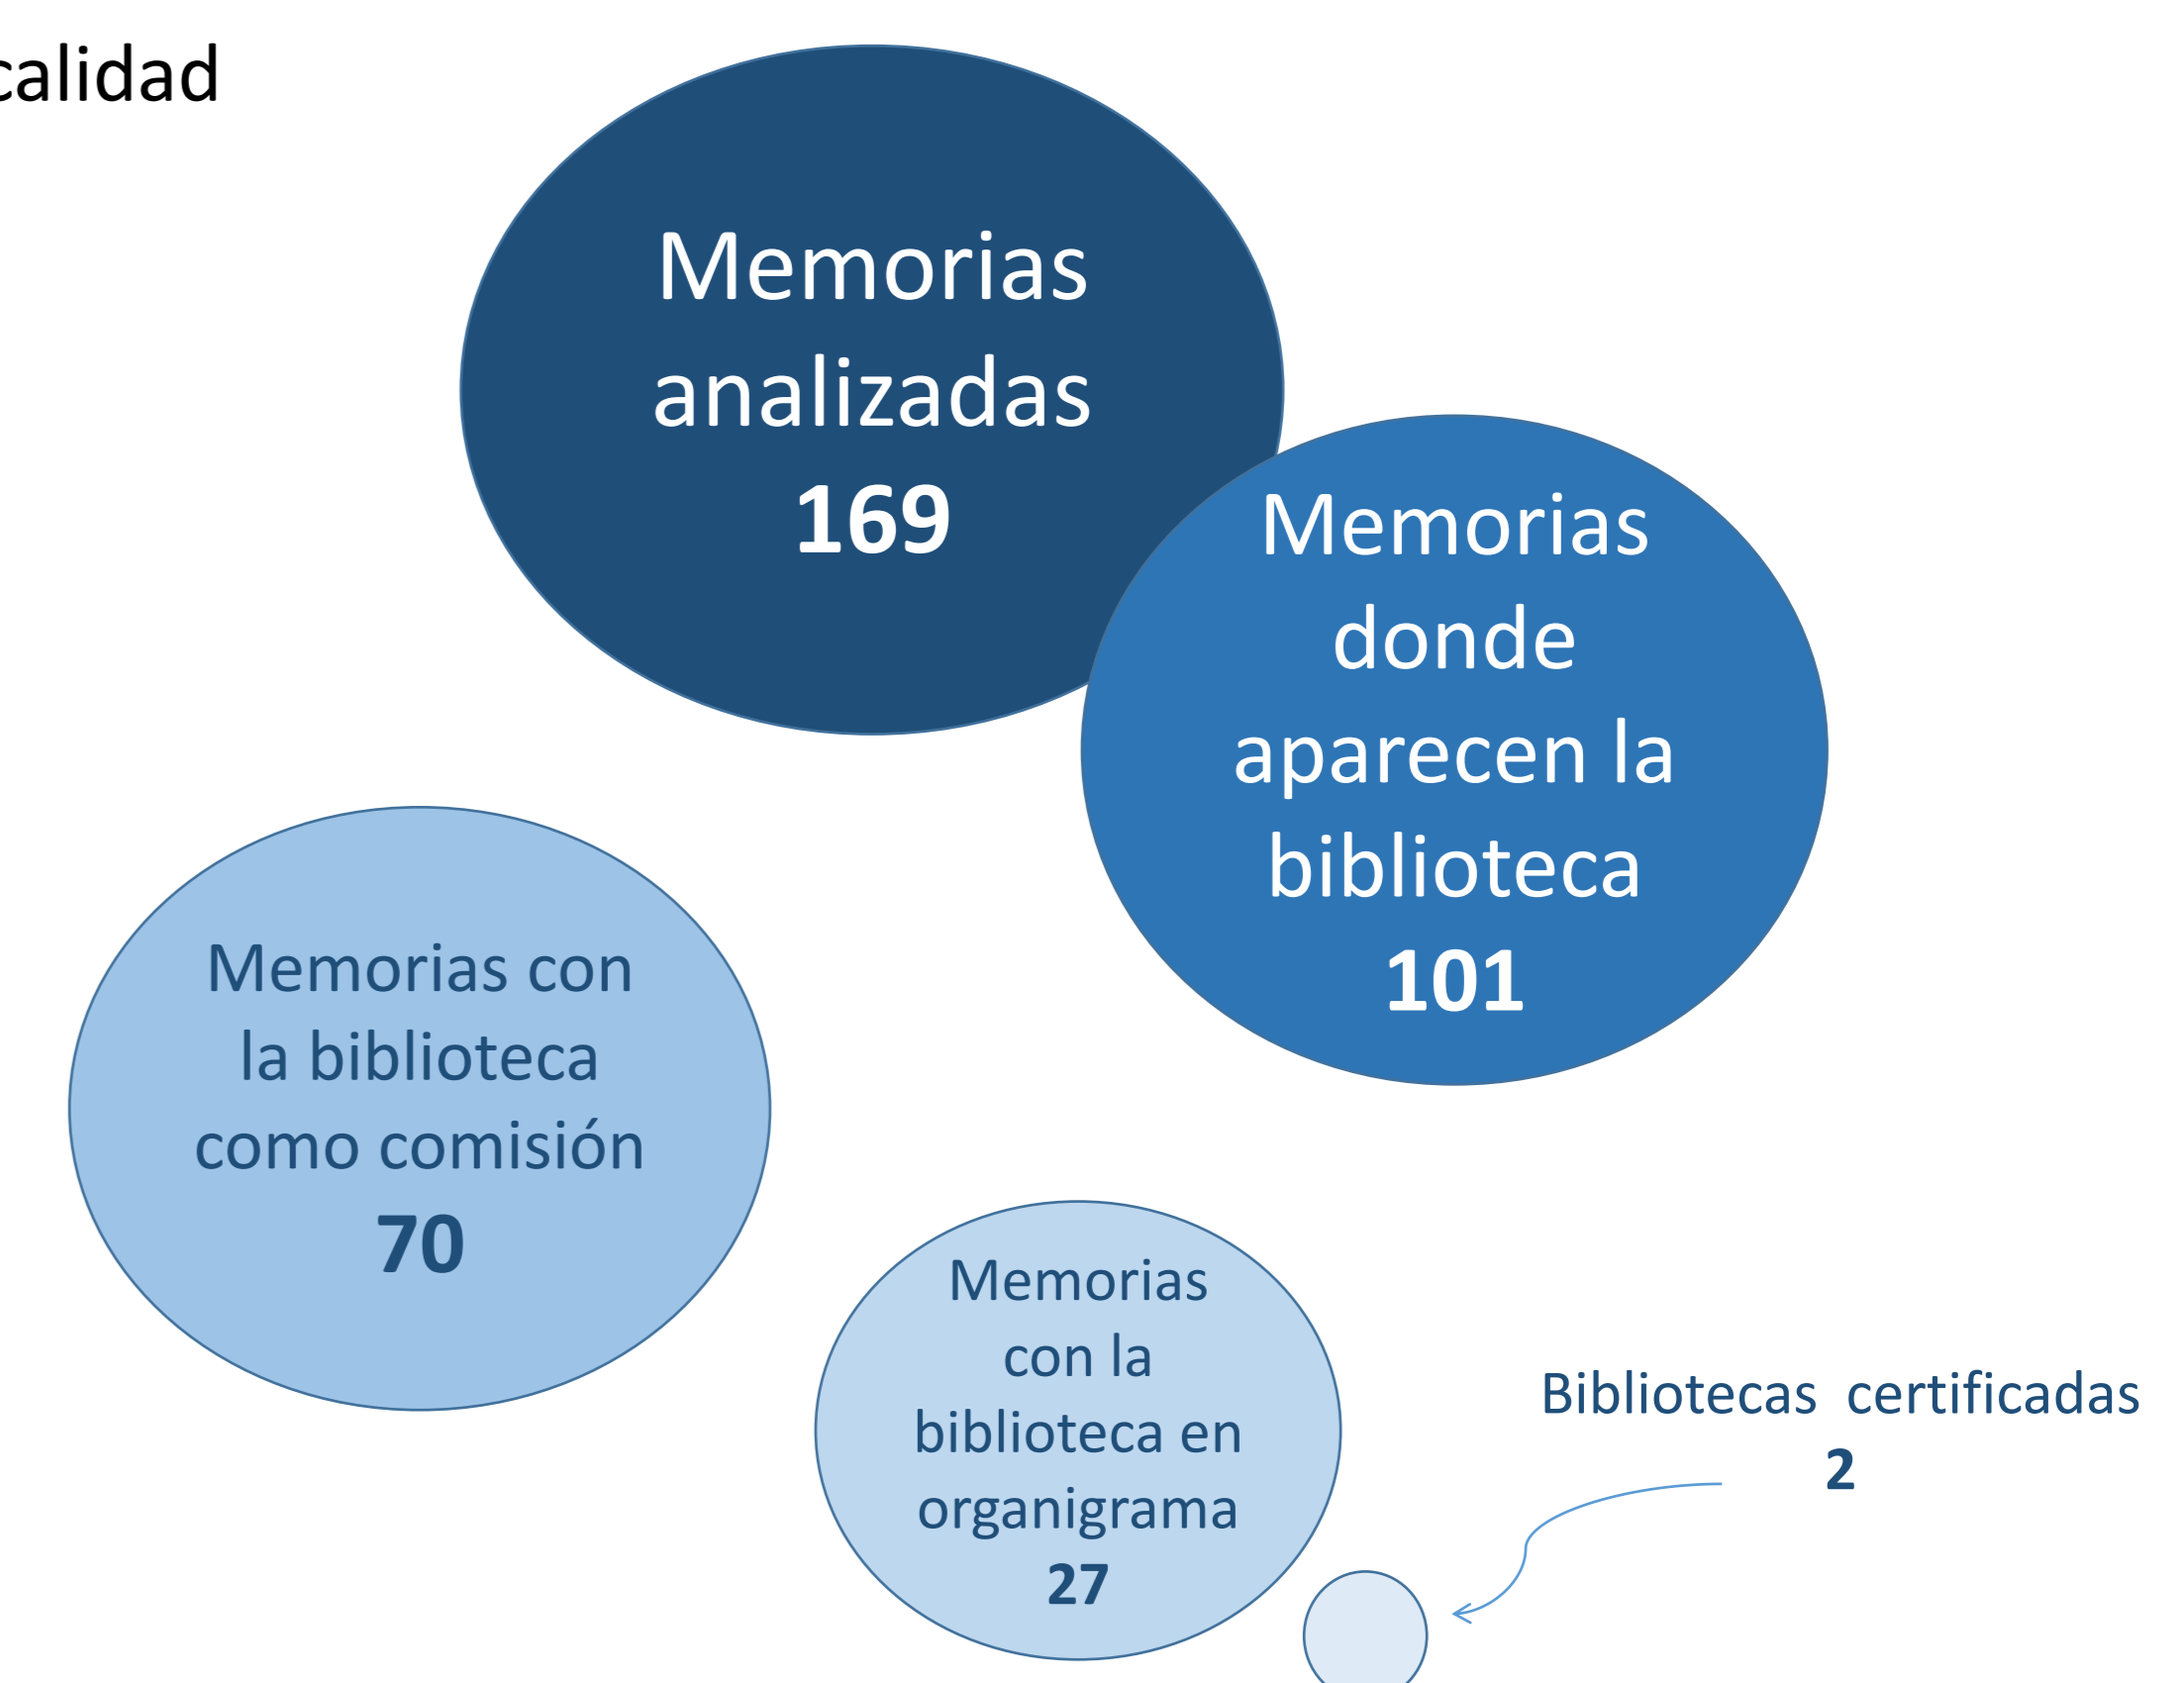 calidad
Memorias
analizadas
169
Memorias
donde
aparecen la
biblioteca
101
Memorias con
la biblioteca
como comisión
70
Memorias
con la
biblioteca en
organigrama
27
Bibliotecas certificadas
2